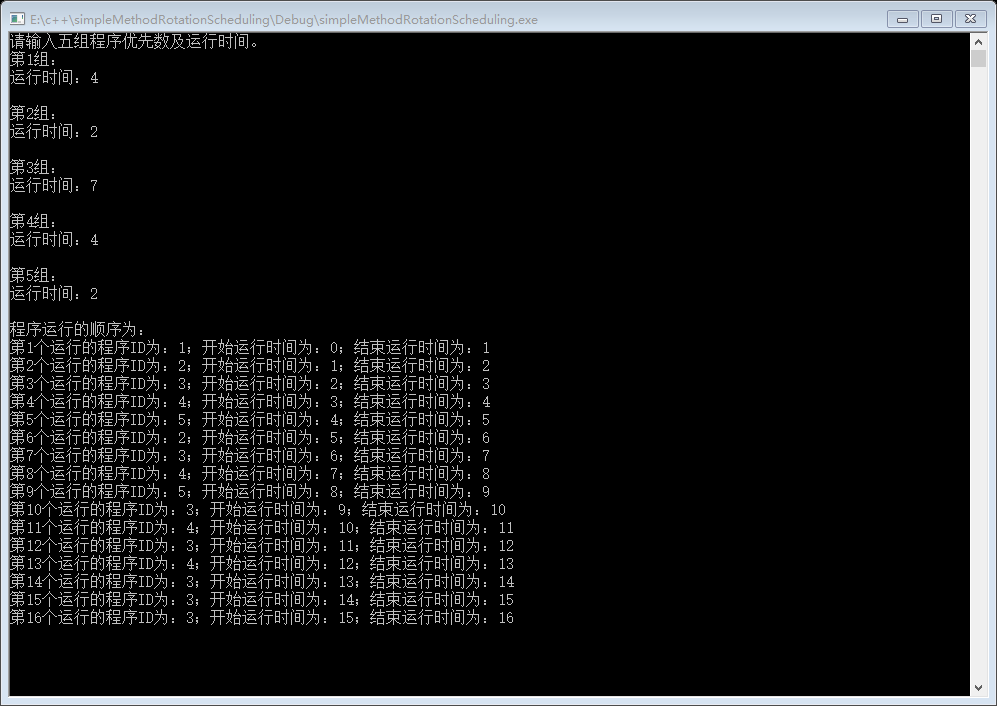 E:\c++\simpleMethodRotationScheduling\Debug\simpleMethodRotationScheduling.exe
请输入五组程序优先数及运行时间。
第1组：
运行时间：4
第2组：
运行时间：2
第3组：
运行时间：7
第4组：
运行时间：4
第5组：
运行时间：2
程序运行的顺序为：
第1个运行的程序ID为：1；开始运行时间为：0；结束运行时间为：1
第2个运行的程序ID为：2；开始运行时间为：1；结束运行时间为：2
第3个运行的程序ID为：3；开始运行时间为：2；结束运行时间为：3
第4个运行的程序ID为：4；开始运行时间为：3；结束运行时间为：4
第5个运行的程序ID为：5；开始运行时间为：4；结束运行时间为：5
第6个运行的程序ID为：2；开始运行时间为：5；结束运行时间为：6
第7个运行的程序ID为：3；开始运行时间为：6；结束运行时间为：7
第8个运行的程序ID为：4；开始运行时间为：7；结束运行时间为：8
第9个运行的程序ID为：5；开始运行时间为：8；结束运行时间为：9
第10个运行的程序ID为：3；开始运行时间为：9；结束运行时间为：10
第11个运行的程序ID为：4；开始运行时间为：10；结束运行时间为：11
第12个运行的程序ID为：3；开始运行时间为：11；结束运行时间为：12
第13个运行的程序ID为：4；开始运行时间为：12；结束运行时间为：13
第14个运行的程序ID为：3；开始运行时间为：13；结束运行时间为：14
第15个运行的程序ID为：3；开始运行时间为：14；结束运行时间为：15
第16个运行的程序ID为：3；开始运行时间为：15；结束运行时间为：16